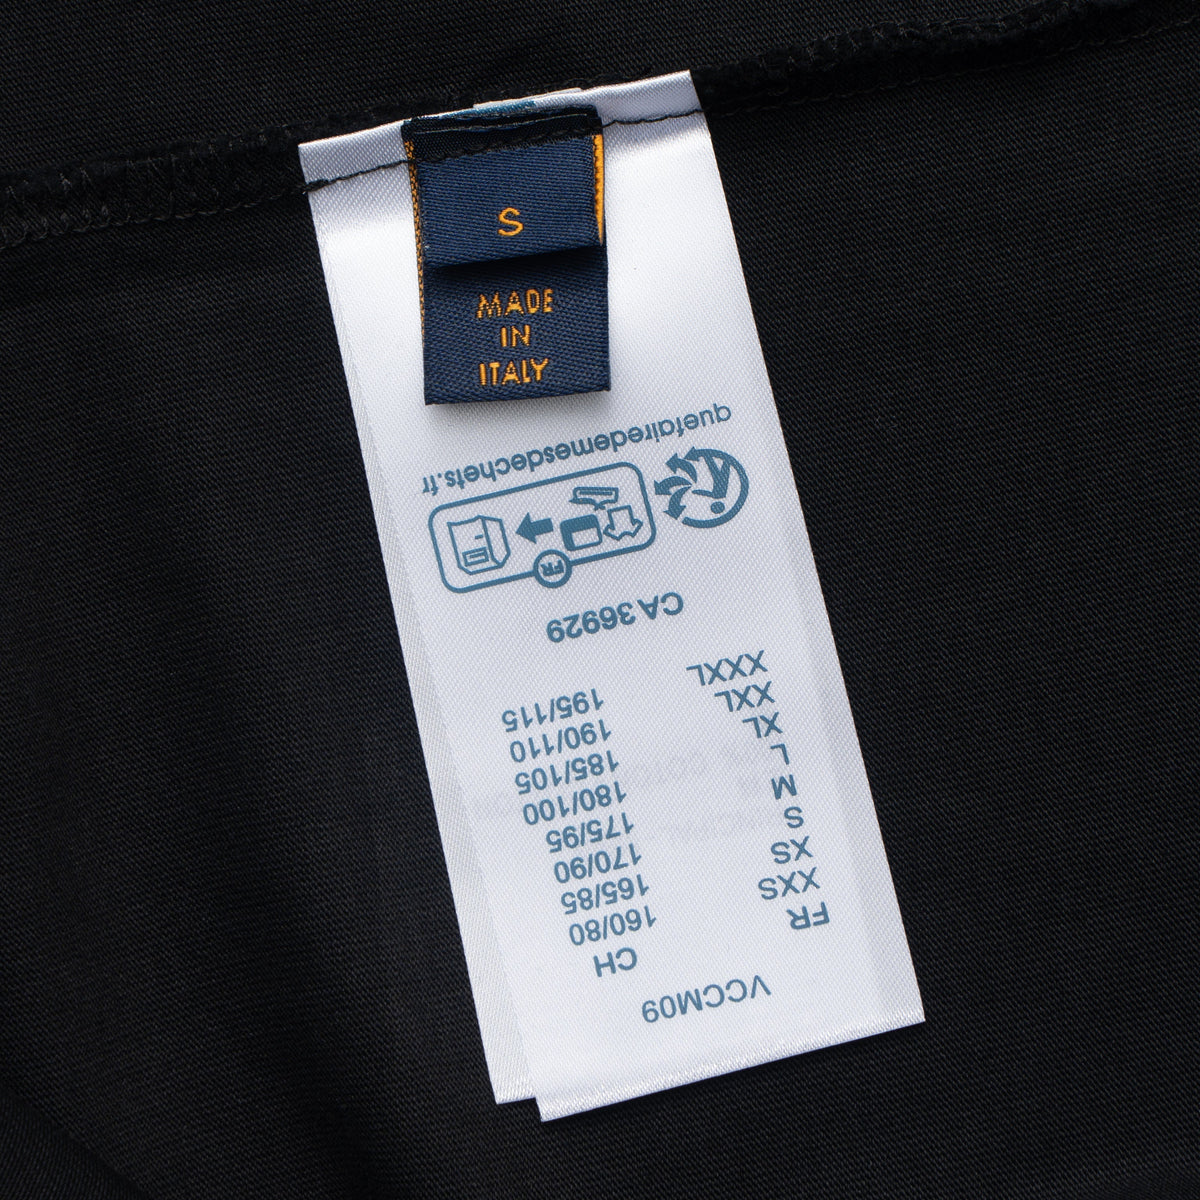 S
MADE
IN
ITALY
VCCM09
FR CH
XXS 160/80
XS 165/85
S 170/90
M 175/95
L 180/100
XL 185/105
XXL 190/110
XXXL 195/115
CA 36929
FR
quefairedemesdechets.fr